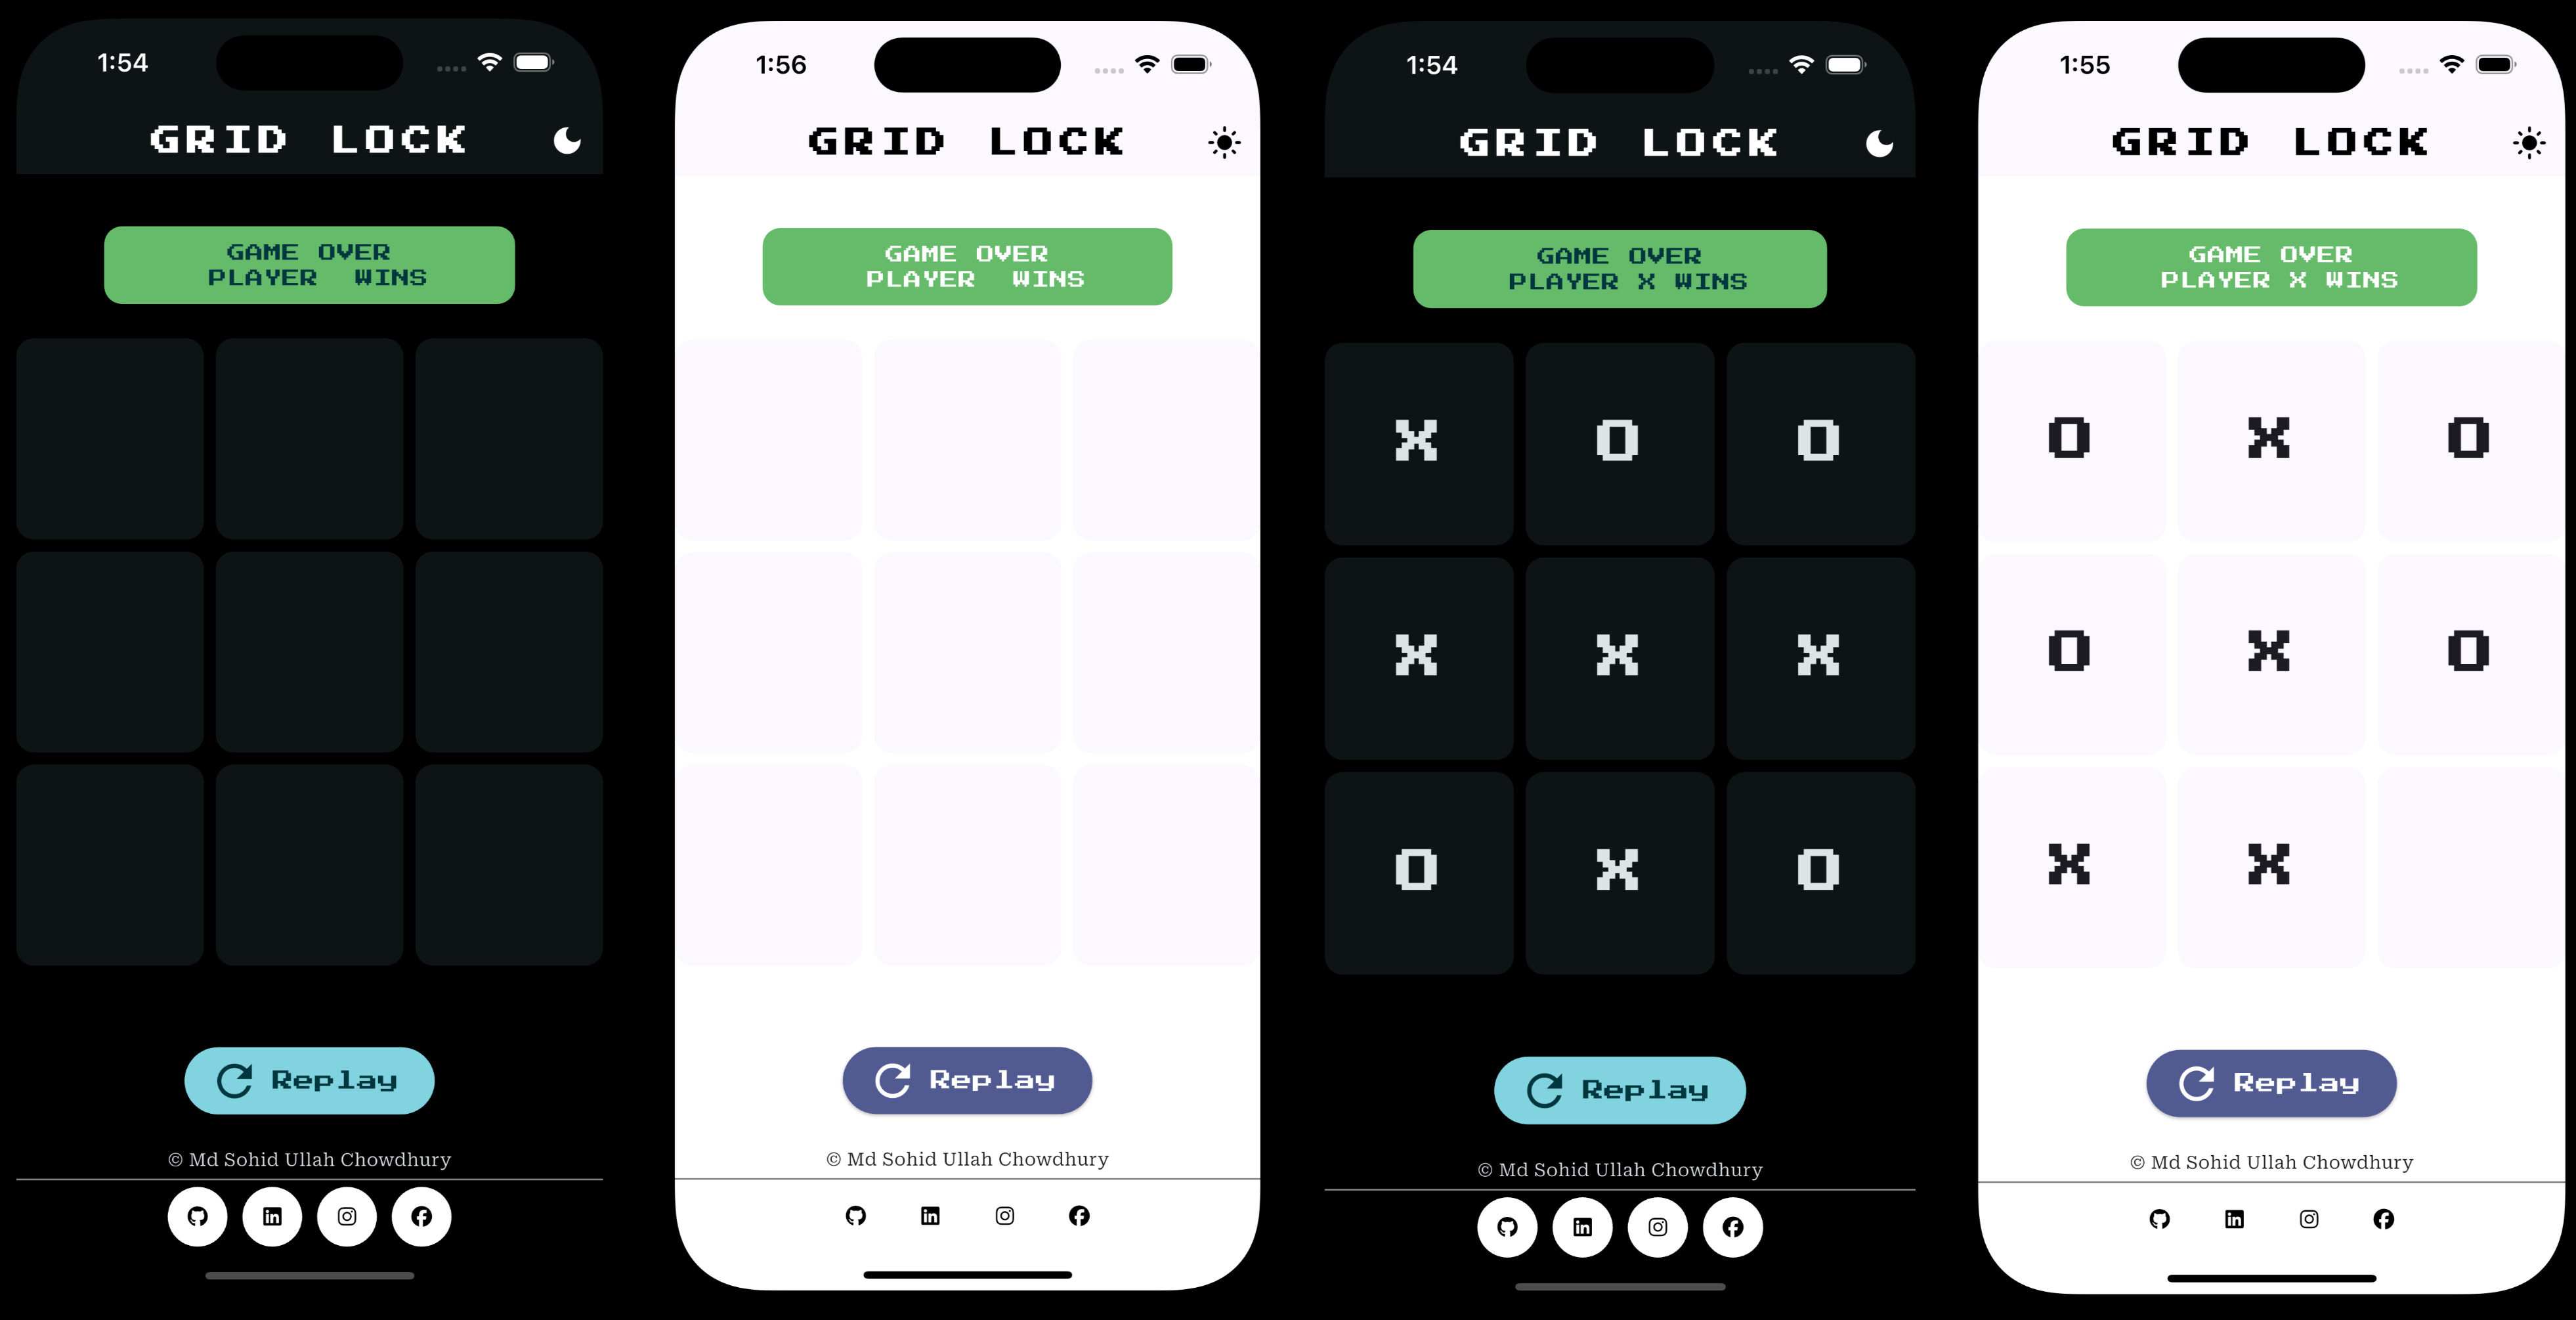 1:54
GRID LOCK
GAME OVER
PLAYER  WINS
Replay
© Md Sohid Ullah Chowdhury
1:56
GRID LOCK
GAME OVER
PLAYER  WINS
Replay
© Md Sohid Ullah Chowdhury
1:54
GRID LOCK
GAME OVER
PLAYER X WINS
X O O
X X X
O X O
Replay
© Md Sohid Ullah Chowdhury
1:55
GRID LOCK
GAME OVER
PLAYER X WINS
O X O
O X O
X X
Replay
© Md Sohid Ullah Chowdhury